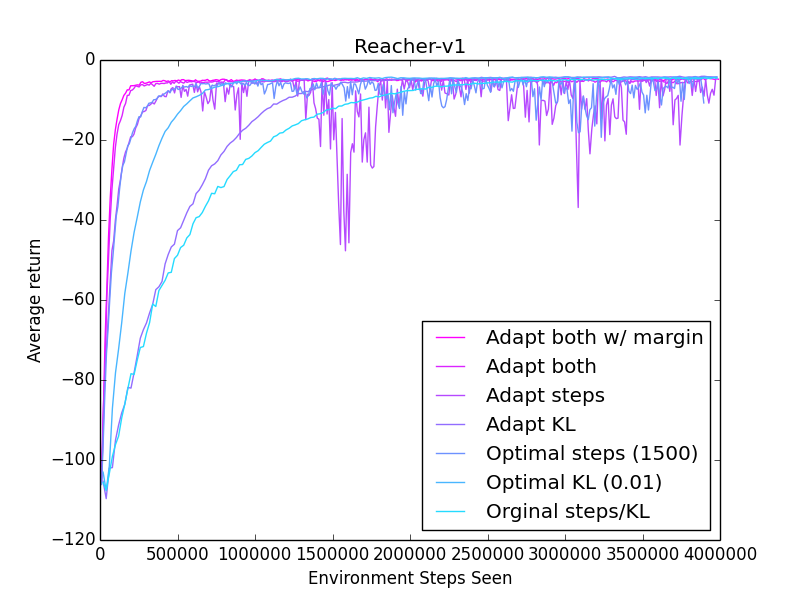 Reacher-v1
0
−20
−40
−60
−80
−100
−120
Average return
Adapt both w/ margin
Adapt both
Adapt steps
Adapt KL
Optimal steps (1500)
Optimal KL (0.01)
Orginal steps/KL
0 500000 1000000 1500000 2000000 2500000 3000000 3500000 4000000
Environment Steps Seen